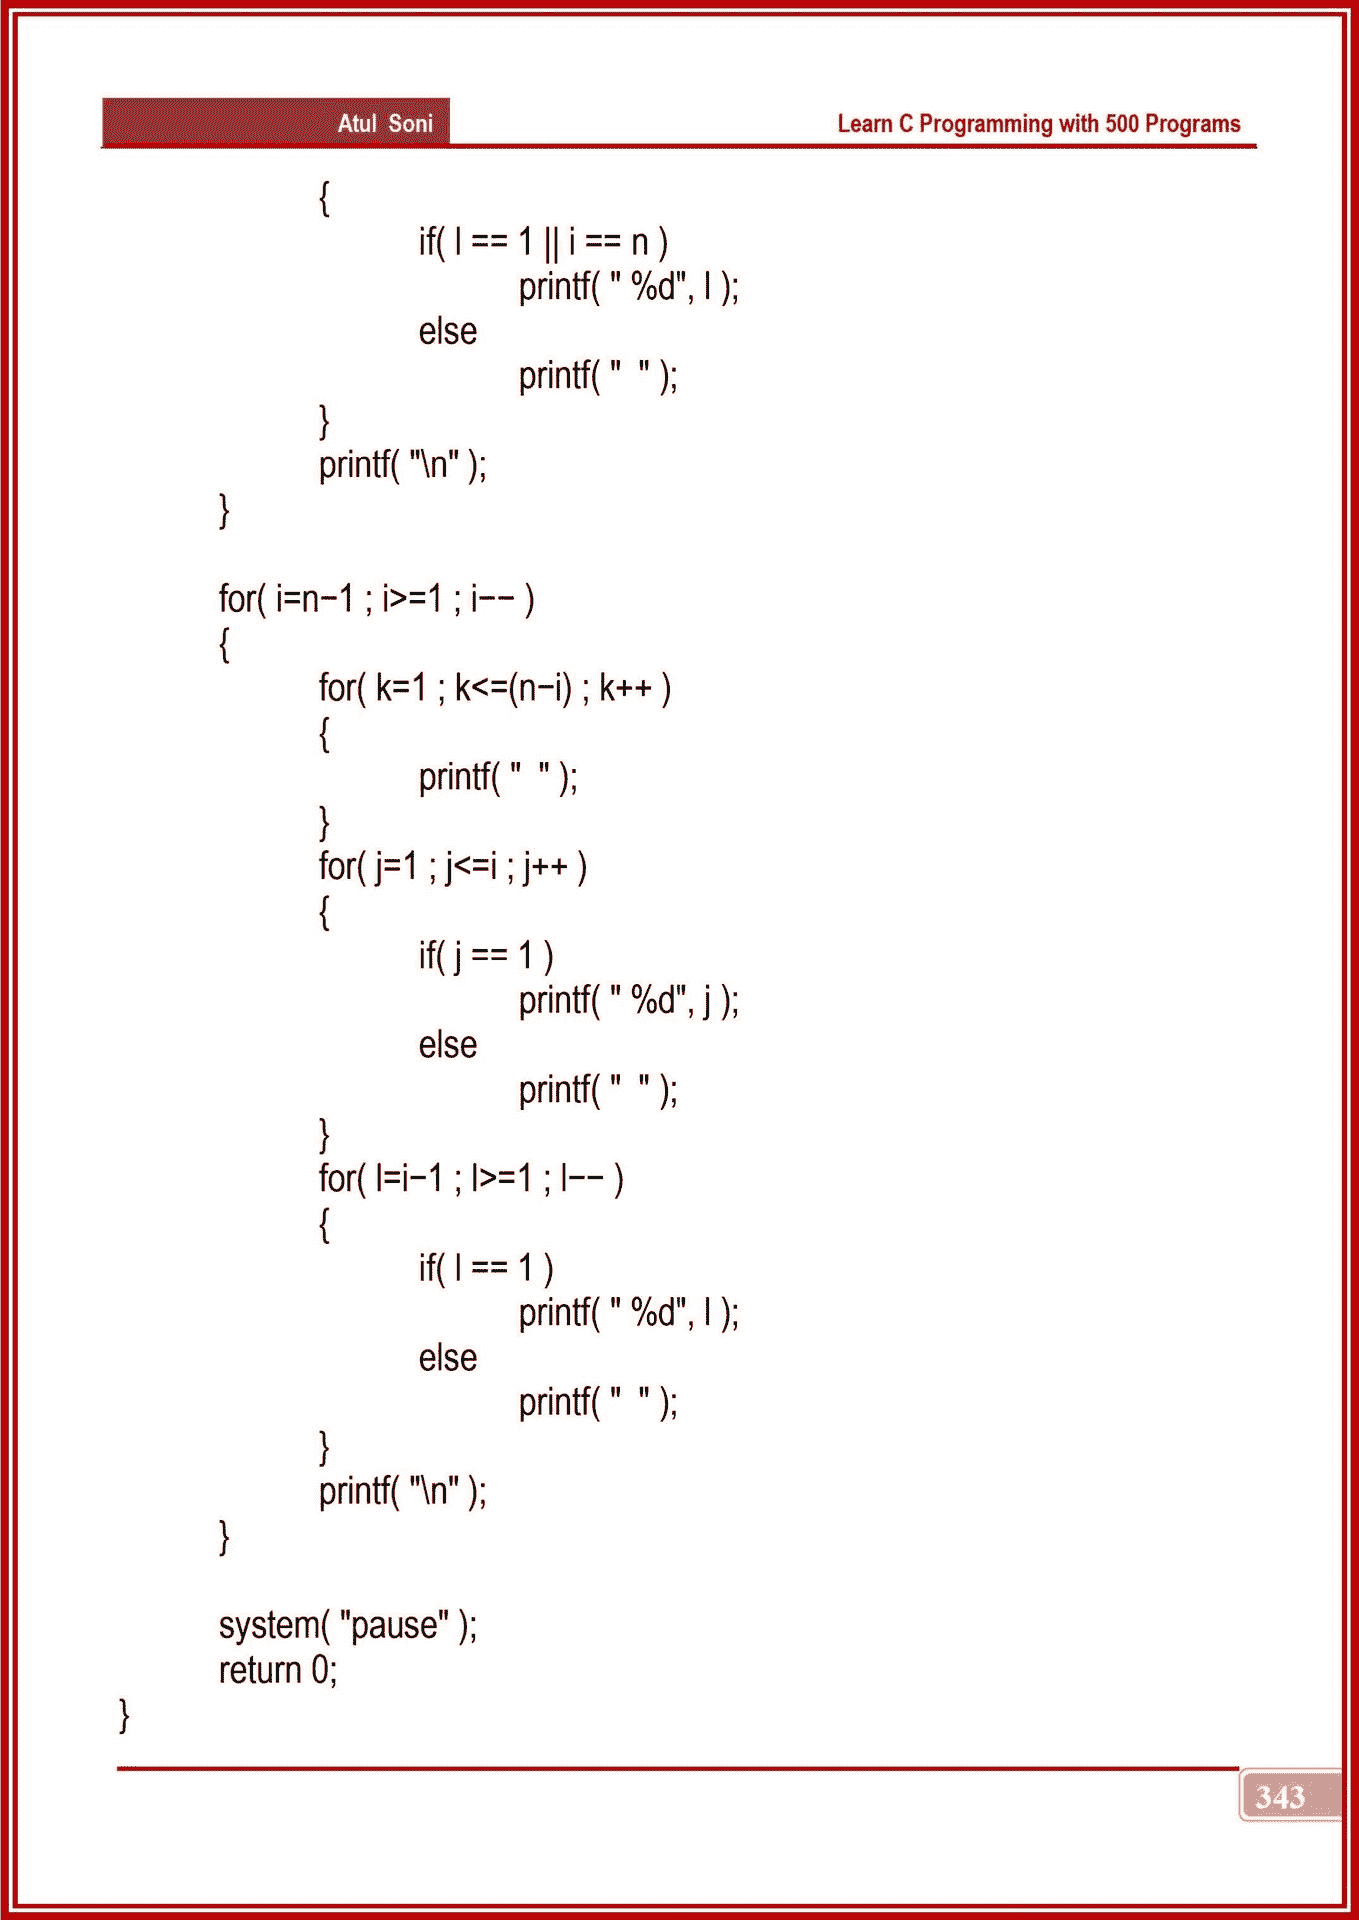 Atul Soni
Learn C Programming with 500 Programs
{
if( l == 1 || i == n )
printf( " %d", l );
else
printf( "  " );
}
printf( "\n" );
}
for( i=n−1 ; i>=1 ; i−− )
{
for( k=1 ; k<=(n−i) ; k++ )
{
printf( "  " );
}
for( j=1 ; j<=i ; j++ )
{
if( j == 1 )
printf( " %d", j );
else
printf( "  " );
}
for( l=i−1 ; l>=1 ; l−− )
{
if( l == 1 )
printf( " %d", l );
else
printf( "  " );
}
printf( "\n" );
}
system( "pause" );
return 0;
}
343